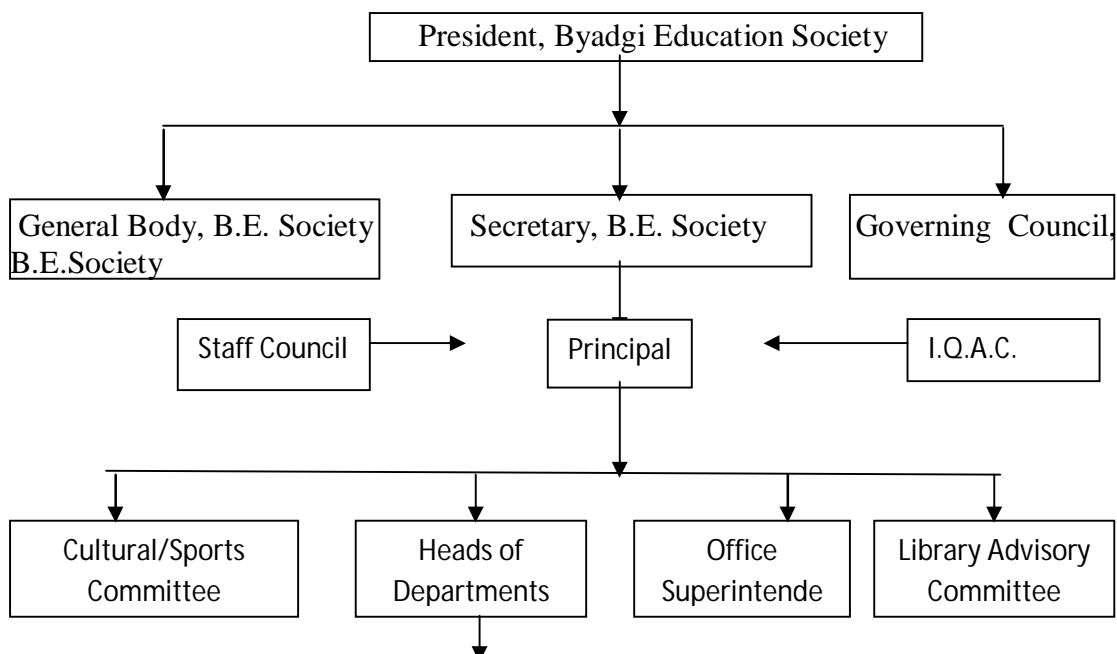 President, Byadgi Education Society
General Body, B.E. Society
B.E.Society
Secretary, B.E. Society
Governing Council,
Staff Council
Principal
I.Q.A.C.
Cultural/Sports
Committee
Heads of
Departments
Office
Superintende
Library Advisory
Committee